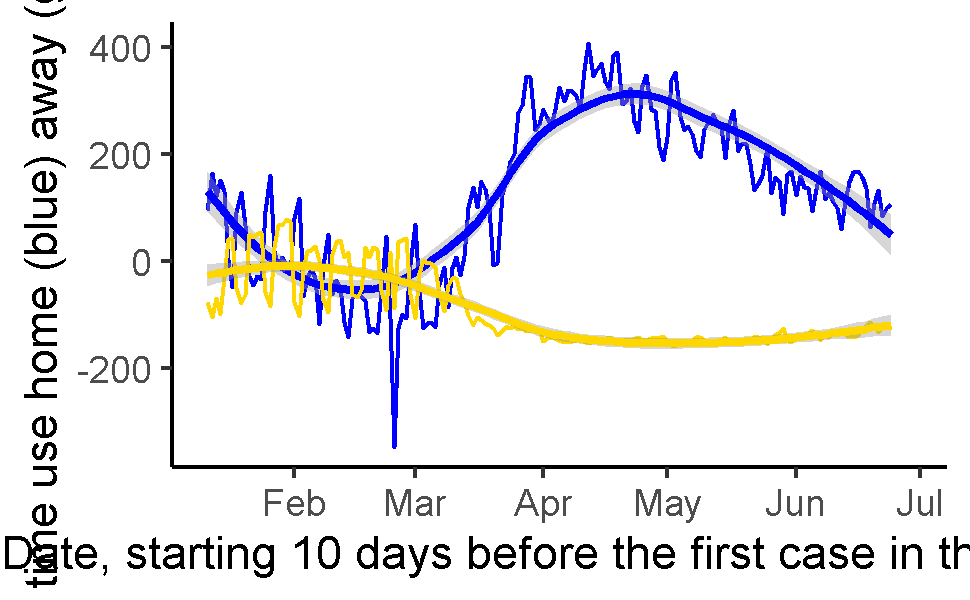 time use home (blue) away (
400
200
0
-200
Feb Mar Apr May Jun Jul
Date, starting 10 days before the first case in th